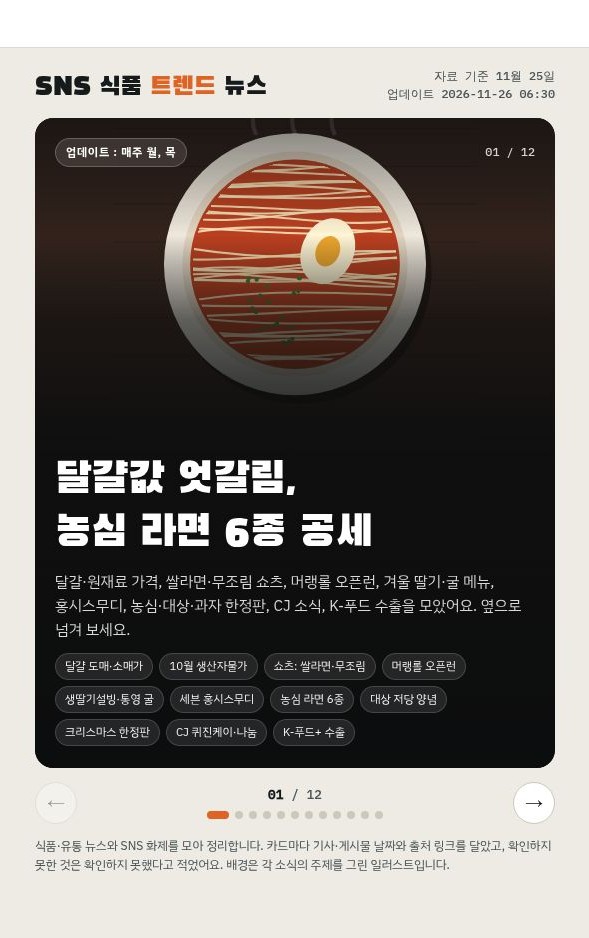 SNS 식품 트렌드 뉴스
자료 기준 11월 25일
업데이트 2026-11-26 06:30
업데이트 : 매주 월, 목
01 / 12
달걀값 엇갈림,
농심 라면 6종 공세
달걀·원재료 가격, 쌀라면·무조림 쇼츠, 머랭롤 오픈런, 겨울 딸기·굴 메뉴,
홍시스무디, 농심·대상·과자 한정판, CJ 소식, K-푸드 수출을 모았어요. 옆으로
넘겨 보세요.
달걀 도매·소매가
10월 생산자물가
쇼츠: 쌀라면·무조림
머랭롤 오픈런
생딸기설빙·통영 굴
세븐 홍시스무디
농심 라면 6종
대상 저당 양념
크리스마스 한정판
CJ 퀴진케이·나눔
K-푸드+ 수출
←
01 / 12
→
식품·유통 뉴스와 SNS 화제를 모아 정리합니다. 카드마다 기사·게시물 날짜와 출처 링크를 달았고, 확인하지
못한 것은 확인하지 못했다고 적었어요. 배경은 각 소식의 주제를 그린 일러스트입니다.